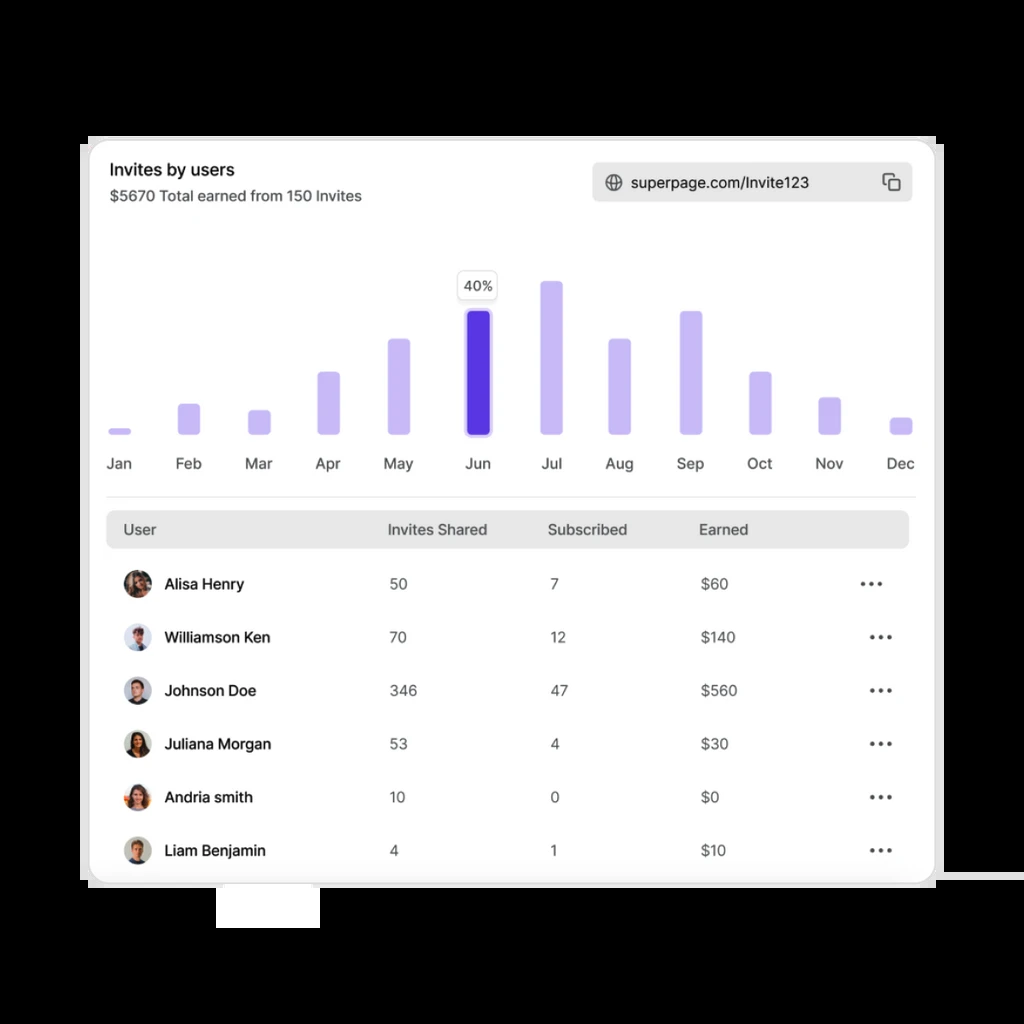 Invites by users
$5670 Total earned from 150 Invites
superpage.com/Invite123
40%
Jan Feb Mar Apr May Jun Jul Aug Sep Oct Nov Dec
User Invites Shared Subscribed Earned
Alisa Henry 50 7 $60
Williamson Ken 70 12 $140
Johnson Doe 346 47 $560
Juliana Morgan 53 4 $30
Andria smith 10 0 $0
Liam Benjamin 4 1 $10